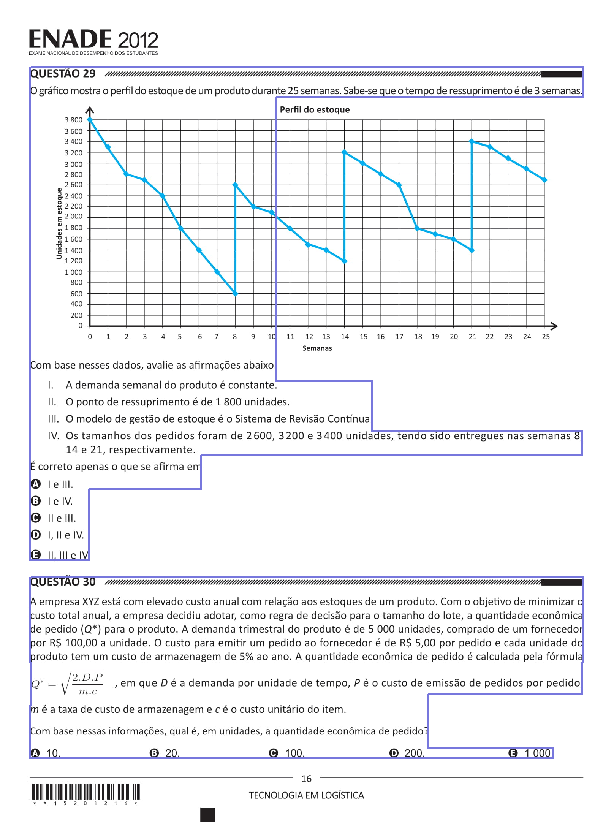 ENADE 2012
EXAME NACIONAL DE DESEMPENHO DOS ESTUDANTES
QUESTÃO 29
O gráfico mostra o perfil do estoque de um produto durante 25 semanas. Sabe-se que o tempo de ressuprimento é de 3 semanas.
Perfil do estoque
Unidades em estoque
3 800
3 600
3 400
3 200
3 000
2 800
2 600
2 400
2 200
2 000
1 800
1 600
1 400
1 200
1 000
800
600
400
200
0
0 1 2 3 4 5 6 7 8 9 10 11 12 13 14 15 16 17 18 19 20 21 22 23 24 25
Semanas
Com base nesses dados, avalie as afirmações abaixo
I. A demanda semanal do produto é constante.
II. O ponto de ressuprimento é de 1 800 unidades.
III. O modelo de gestão de estoque é o Sistema de Revisão Contínua
IV. Os tamanhos dos pedidos foram de 2 600, 3 200 e 3 400 unidades, tendo sido entregues nas semanas 8
14 e 21, respectivamente.
É correto apenas o que se afirma em
A I e III.
B I e IV.
C II e III.
D I, II e IV.
E II, III e IV
QUESTÃO 30
A empresa XYZ está com elevado custo anual com relação aos estoques de um produto. Com o objetivo de minimizar o
custo total anual, a empresa decidiu adotar, como regra de decisão para o tamanho do lote, a quantidade econômica
de pedido (Q*) para o produto. A demanda trimestral do produto é de 5 000 unidades, comprado de um fornecedor
por R$ 100,00 a unidade. O custo para emitir um pedido ao fornecedor é de R$ 5,00 por pedido e cada unidade do
produto tem um custo de armazenagem de 5% ao ano. A quantidade econômica de pedido é calculada pela fórmula
Q* = √(2.D.P / m.c) , em que D é a demanda por unidade de tempo, P é o custo de emissão de pedidos por pedido
m é a taxa de custo de armazenagem e c é o custo unitário do item.
Com base nessas informações, qual é, em unidades, a quantidade econômica de pedido?
A 10. B 20. C 100. D 200. E 1 000
16
TECNOLOGIA EM LOGÍSTICA